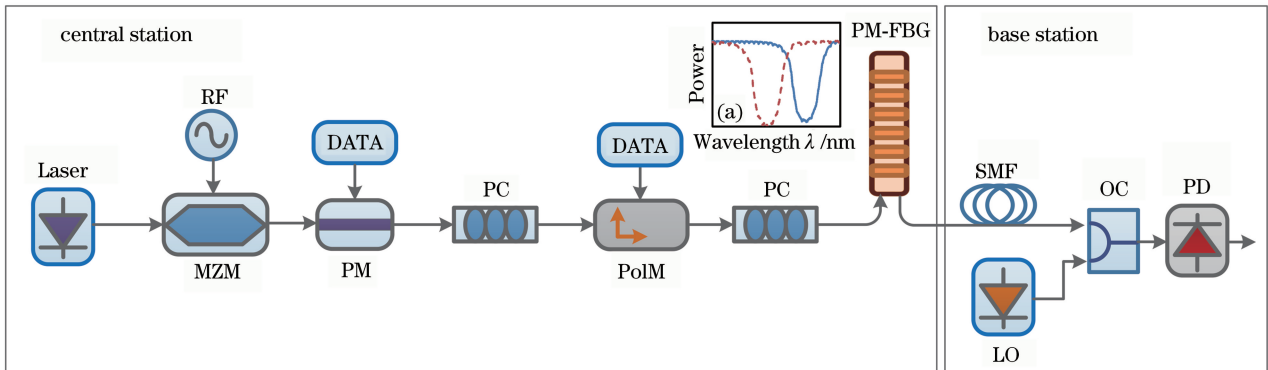 central station
base station
PM-FBG
Power
(a)
Wavelength λ /nm
RF
DATA
DATA
Laser
PC
PC
SMF
OC
PD
MZM
PM
PolM
LO